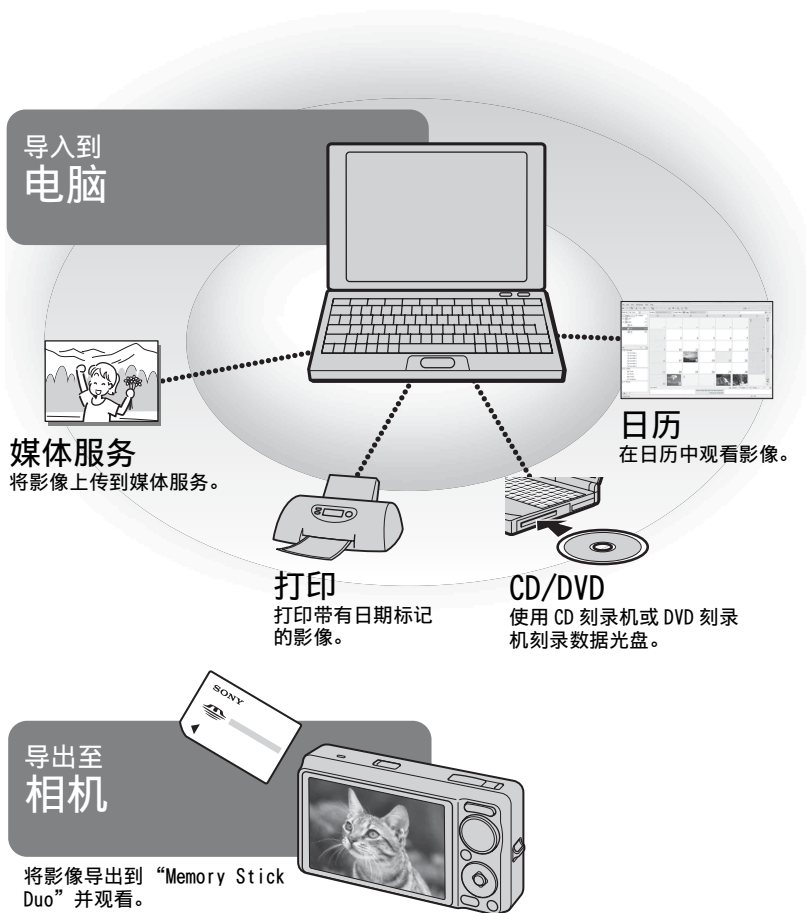 导入到
电脑
媒体服务
将影像上传到媒体服务。
日历
在日历中观看影像。
打印
打印带有日期标记
的影像。
CD/DVD
使用 CD 刻录机或 DVD 刻录
机刻录数据光盘。
SONY
导出至
相机
将影像导出到“Memory Stick
Duo”并观看。